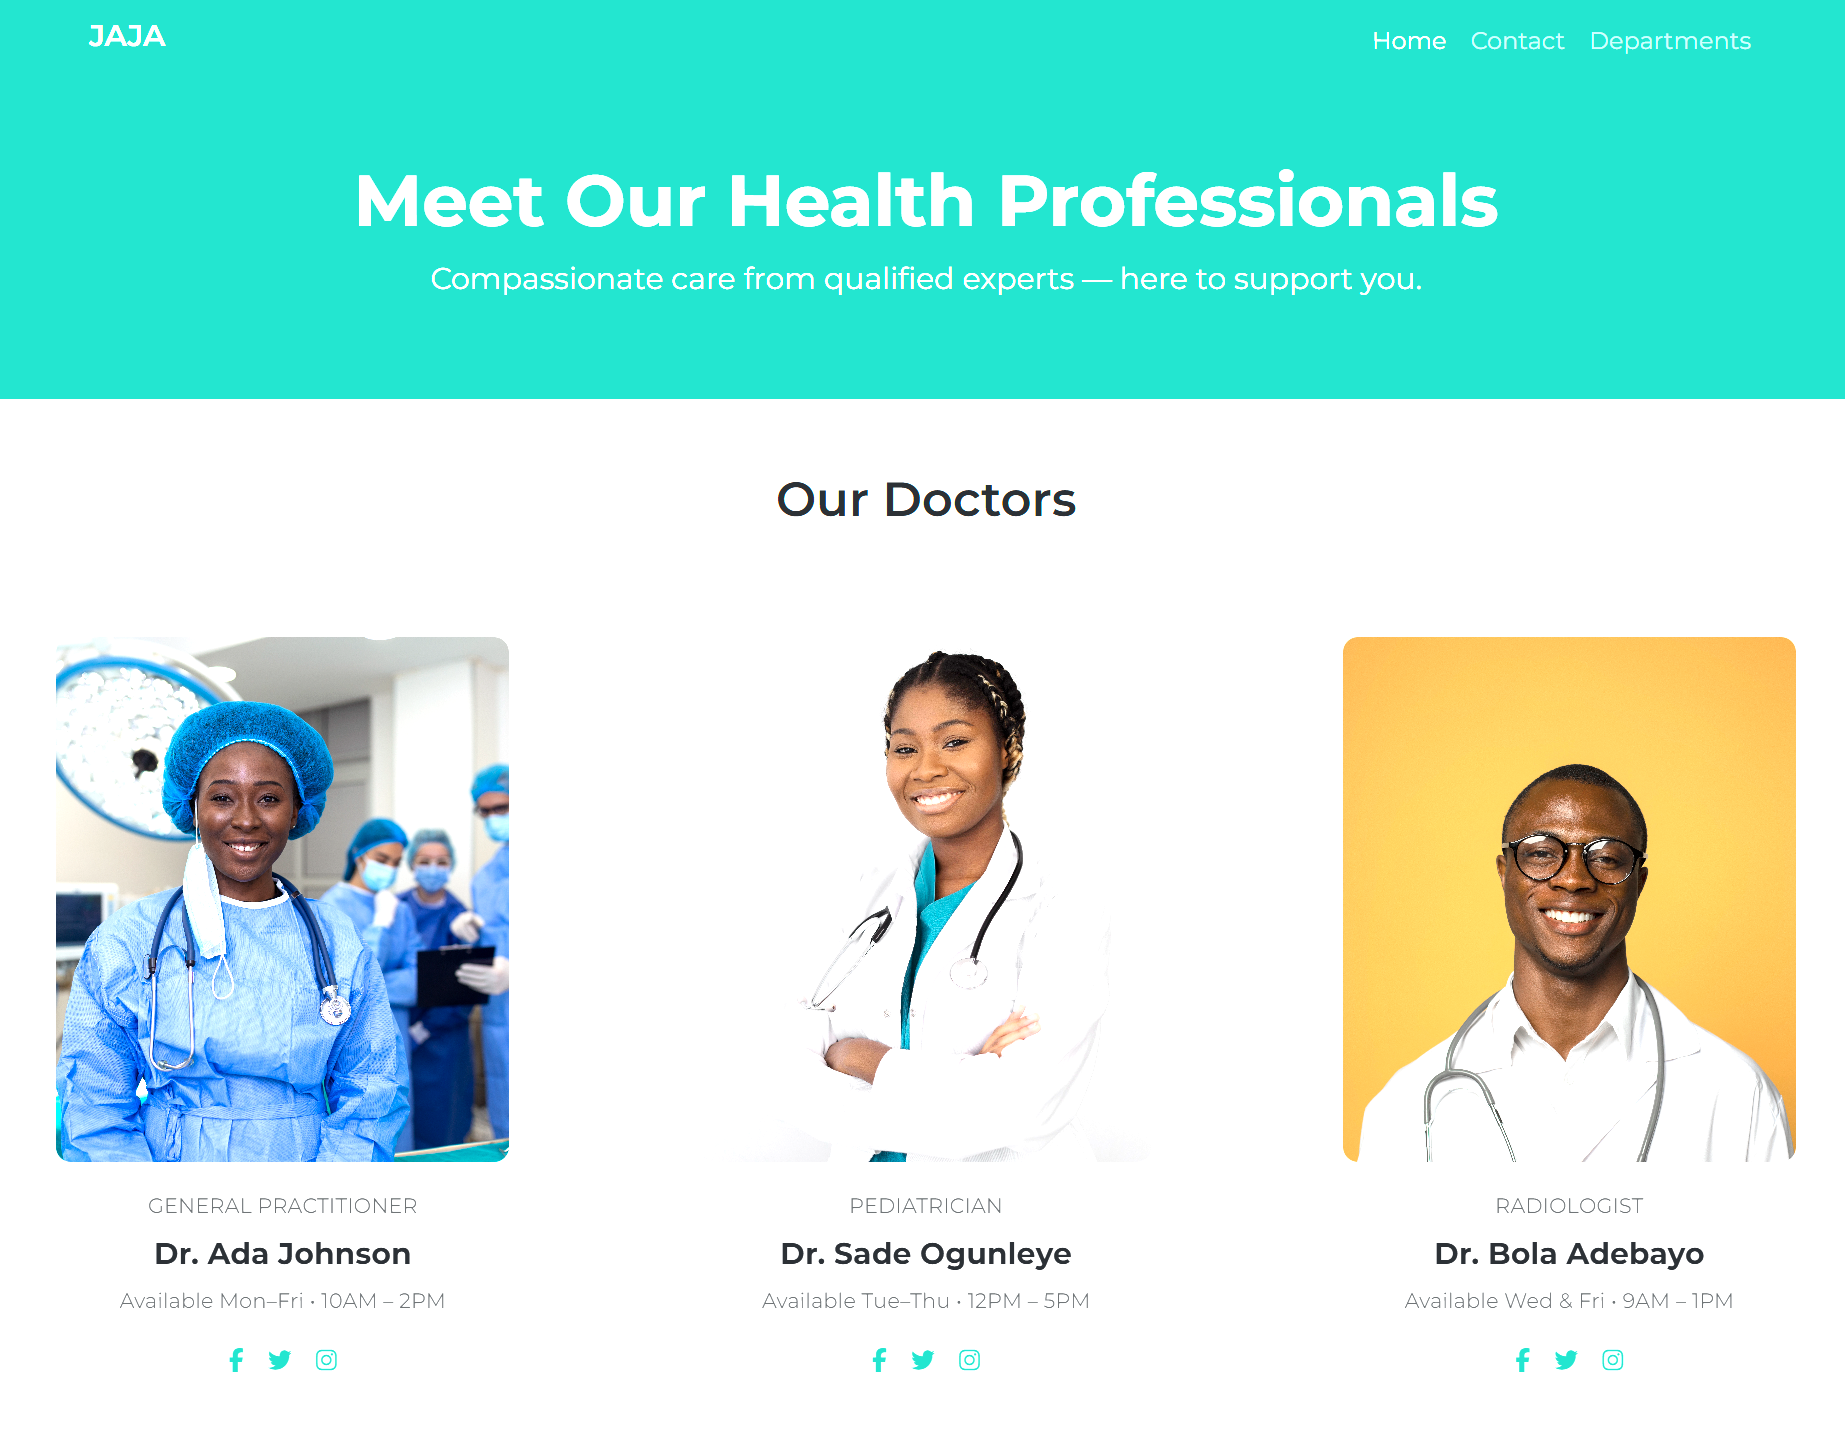 JAJA
Home Contact Departments
Meet Our Health Professionals
Compassionate care from qualified experts — here to support you.
Our Doctors
GENERAL PRACTITIONER
Dr. Ada Johnson
Available Mon–Fri • 10AM – 2PM
PEDIATRICIAN
Dr. Sade Ogunleye
Available Tue–Thu • 12PM – 5PM
RADIOLOGIST
Dr. Bola Adebayo
Available Wed & Fri • 9AM – 1PM